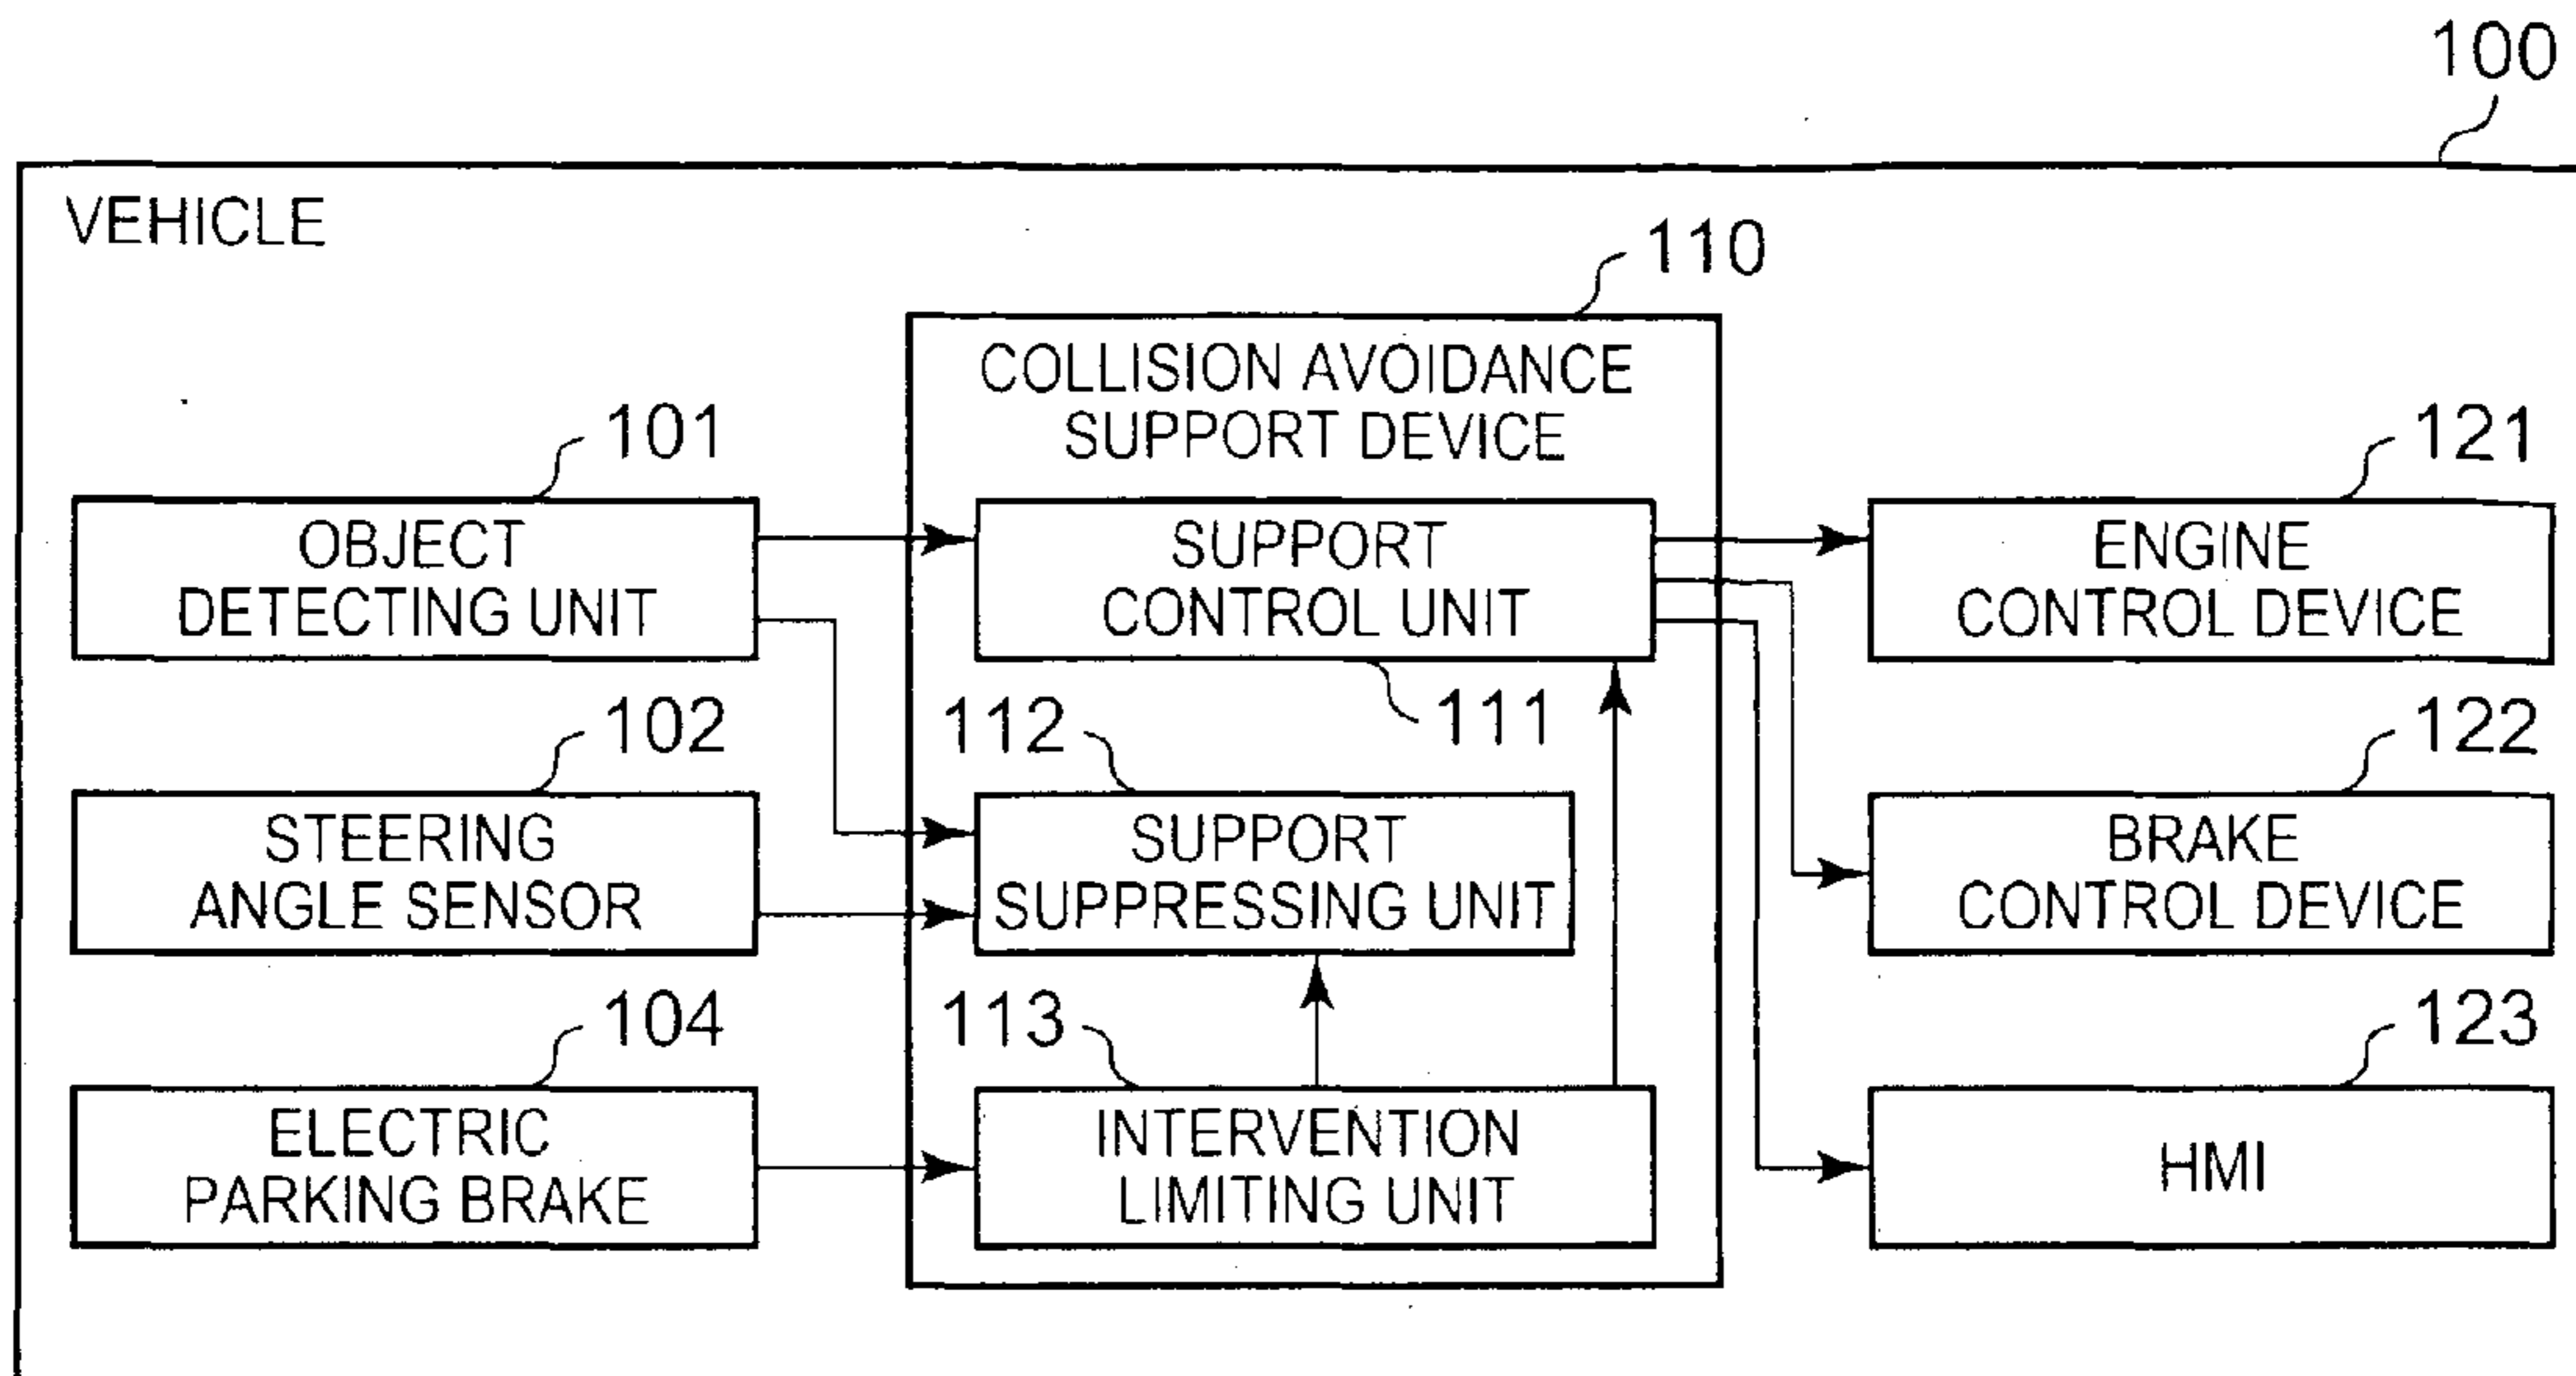 100
VEHICLE
110
COLLISION AVOIDANCE
SUPPORT DEVICE
101
OBJECT
DETECTING UNIT
SUPPORT
CONTROL UNIT
111
121
ENGINE
CONTROL DEVICE
102
STEERING
ANGLE SENSOR
112
SUPPORT
SUPPRESSING UNIT
122
BRAKE
CONTROL DEVICE
104
ELECTRIC
PARKING BRAKE
113
INTERVENTION
LIMITING UNIT
123
HMI